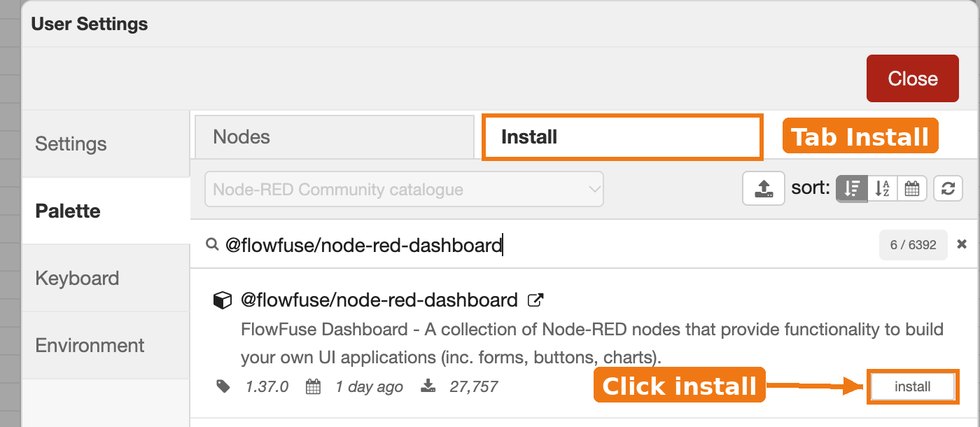 User Settings
Close
Settings
Palette
Keyboard
Environment
Nodes
Install
Tab Install
Node-RED Community catalogue
sort:
@flowfuse/node-red-dashboard
6 / 6392
@flowfuse/node-red-dashboard
FlowFuse Dashboard - A collection of Node-RED nodes that provide functionality to build
your own UI applications (inc. forms, buttons, charts).
1.37.0 1 day ago 27,757
Click install
install